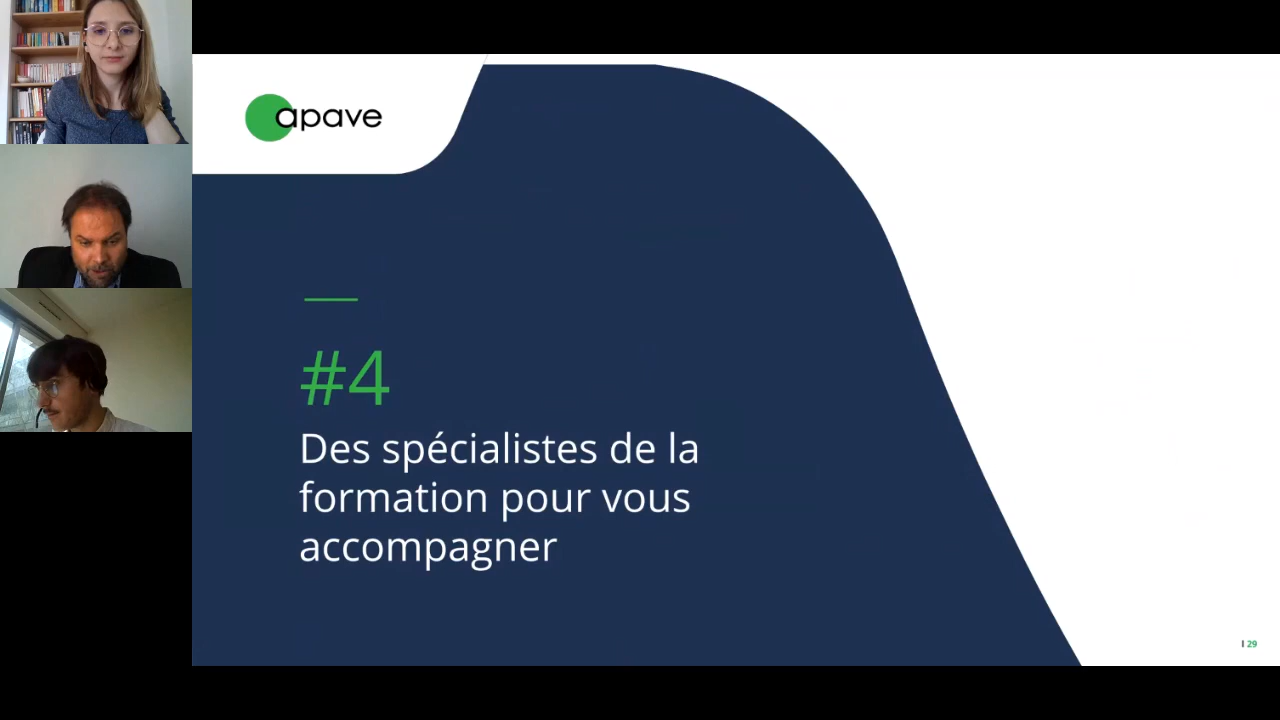 apave
#4
Des spécialistes de la
formation pour vous
accompagner
I 29